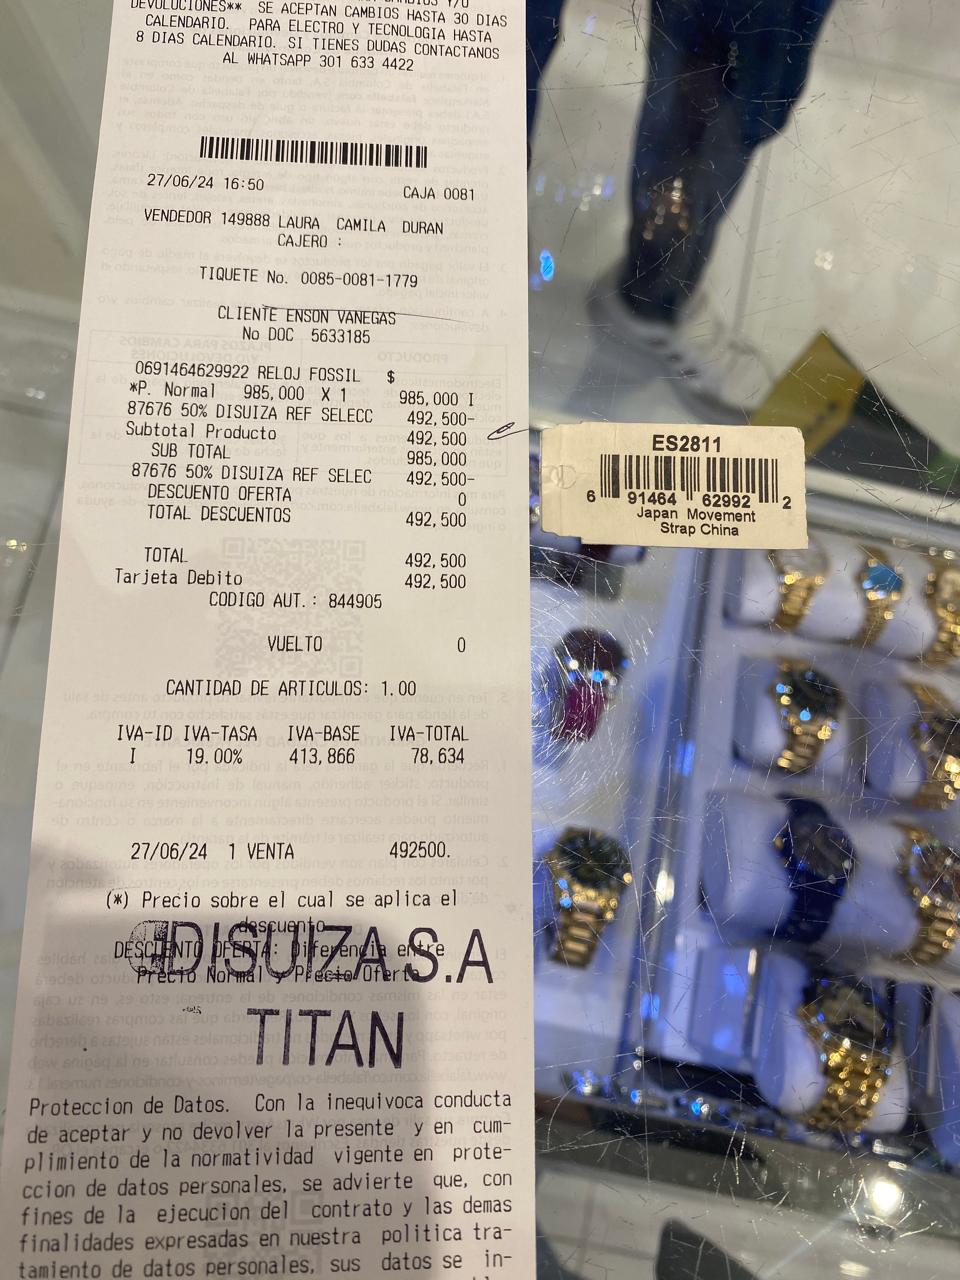 DEVOLUCIONES** SE ACEPTAN CAMBIOS HASTA 30 DIAS
CALENDARIO. PARA ELECTRO Y TECNOLOGIA HASTA
8 DIAS CALENDARIO. SI TIENES DUDAS CONTACTANOS
AL WHATSAPP 301 633 4422
27/06/24 16:50 CAJA 0081
VENDEDOR 149888 LAURA CAMILA DURAN
CAJERO :
TIQUETE No. 0085-0081-1779
CLIENTE ENSON VANEGAS
No DOC 5633185
0691464629922 RELOJ FOSSIL $
*P. Normal 985,000 X 1 985,000 I
87676 50% DISUIZA REF SELECC 492,500-
Subtotal Producto 492,500
SUB TOTAL 985,000
87676 50% DISUIZA REF SELEC 492,500-
DESCUENTO OFERTA 0
TOTAL DESCUENTOS 492,500
TOTAL 492,500
Tarjeta Debito 492,500
CODIGO AUT.: 844905
VUELTO 0
CANTIDAD DE ARTICULOS: 1.00
IVA-ID IVA-TASA IVA-BASE IVA-TOTAL
I 19.00% 413,866 78,634
27/06/24 1 VENTA 492500.
(*) Precio sobre el cual se aplica el
descuento
DESCUENTO OFERTA: Diferencia entre
Precio Normal y Precio Oferta
DISUIZA S.A
TITAN
Proteccion de Datos. Con la inequivoca conducta
de aceptar y no devolver la presente y en cum-
plimiento de la normatividad vigente en prote-
ccion de datos personales, se advierte que, con
fines de la ejecucion del contrato y las demas
finalidades expresadas en nuestra politica tra-
tamiento de datos personales, sus datos se in-
ES2811
6 91464 62992 2
Japan Movement
Strap China